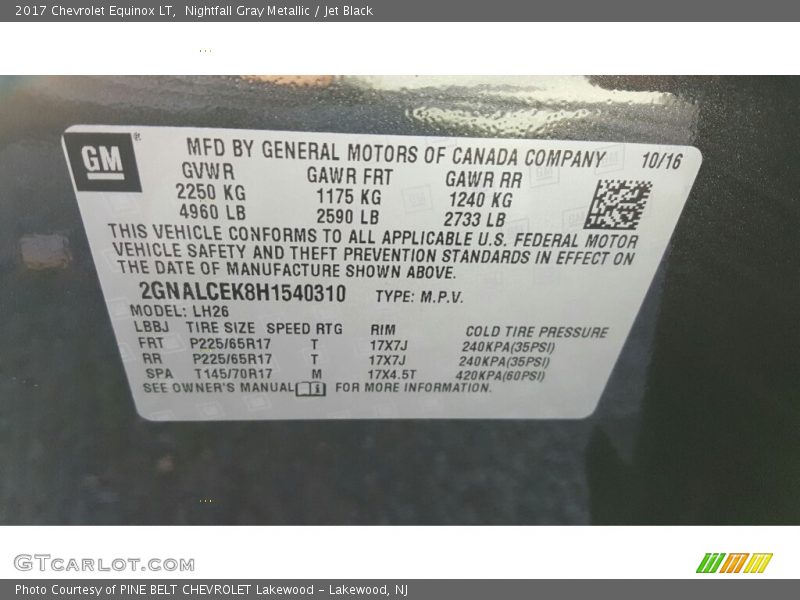 2017 Chevrolet Equinox LT, Nightfall Gray Metallic / Jet Black
GM®
MFD BY GENERAL MOTORS OF CANADA COMPANY 10/16
GVWR GAWR FRT GAWR RR
2250 KG 1175 KG 1240 KG
4960 LB 2590 LB 2733 LB
THIS VEHICLE CONFORMS TO ALL APPLICABLE U.S. FEDERAL MOTOR
VEHICLE SAFETY AND THEFT PREVENTION STANDARDS IN EFFECT ON
THE DATE OF MANUFACTURE SHOWN ABOVE.
2GNALCEK8H1540310 TYPE: M.P.V.
MODEL: LH26
LBBJ TIRE SIZE SPEED RTG RIM COLD TIRE PRESSURE
FRT P225/65R17 T 17X7J 240KPA(35PSI)
RR P225/65R17 T 17X7J 240KPA(35PSI)
SPA T145/70R17 M 17X4.5T 420KPA(60PSI)
SEE OWNER'S MANUAL FOR MORE INFORMATION.
GTCARLOT.COM
Photo Courtesy of PINE BELT CHEVROLET Lakewood - Lakewood, NJ